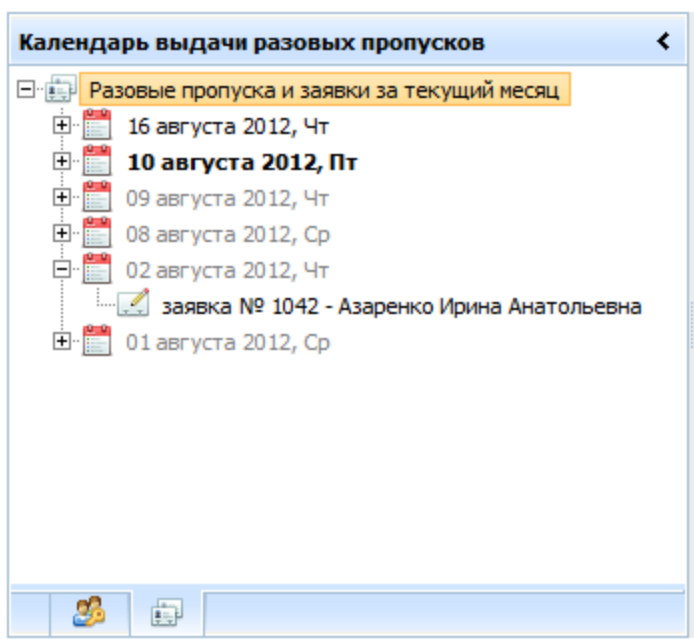 Календарь выдачи разовых пропусков
Разовые пропуска и заявки за текущий месяц
16 августа 2012, Чт
10 августа 2012, Пт
09 августа 2012, Чт
08 августа 2012, Ср
02 августа 2012, Чт
заявка № 1042 - Азаренко Ирина Анатольевна
01 августа 2012, Ср